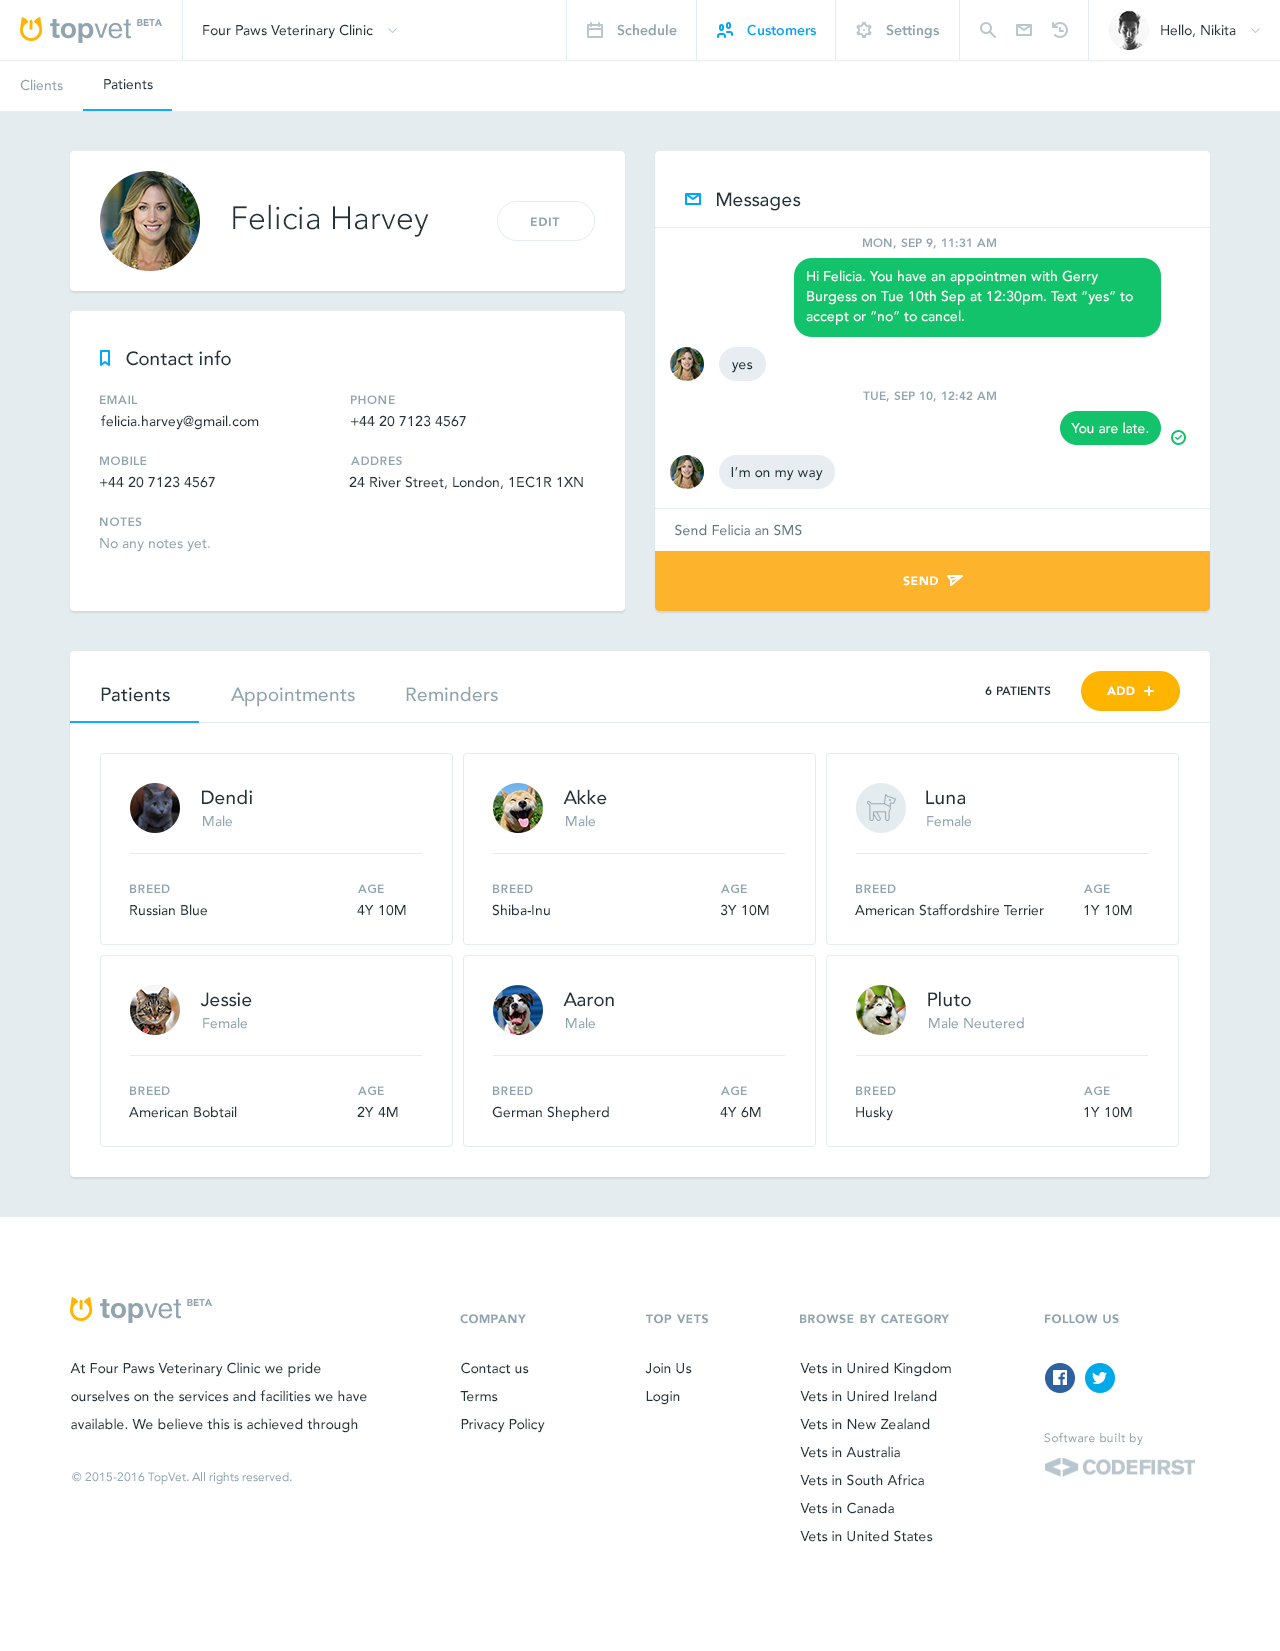 topvet BETA
Four Paws Veterinary Clinic
Schedule
Customers
Settings
Hello, Nikita
Clients
Patients
Felicia Harvey
EDIT
Contact info
EMAIL
felicia.harvey@gmail.com
PHONE
+44 20 7123 4567
MOBILE
+44 20 7123 4567
ADDRES
24 River Street, London, 1EC1R 1XN
NOTES
No any notes yet.
Messages
MON, SEP 9, 11:31 AM
Hi Felicia. You have an appointmen with Gerry
Burgess on Tue 10th Sep at 12:30pm. Text “yes” to
accept or “no” to cancel.
yes
TUE, SEP 10, 12:42 AM
You are late.
I’m on my way
Send Felicia an SMS
SEND
Patients
Appointments
Reminders
6 PATIENTS
ADD +
Dendi
Male
BREED
Russian Blue
AGE
4Y 10M
Akke
Male
BREED
Shiba-Inu
AGE
3Y 10M
Luna
Female
BREED
American Staffordshire Terrier
AGE
1Y 10M
Jessie
Female
BREED
American Bobtail
AGE
2Y 4M
Aaron
Male
BREED
German Shepherd
AGE
4Y 6M
Pluto
Male Neutered
BREED
Husky
AGE
1Y 10M
topvet BETA
At Four Paws Veterinary Clinic we pride
ourselves on the services and facilities we have
available. We believe this is achieved through
© 2015-2016 TopVet. All rights reserved.
COMPANY
Contact us
Terms
Privacy Policy
TOP VETS
Join Us
Login
BROWSE BY CATEGORY
Vets in Unired Kingdom
Vets in Unired Ireland
Vets in New Zealand
Vets in Australia
Vets in South Africa
Vets in Canada
Vets in United States
FOLLOW US
Software built by
CODEFIRST